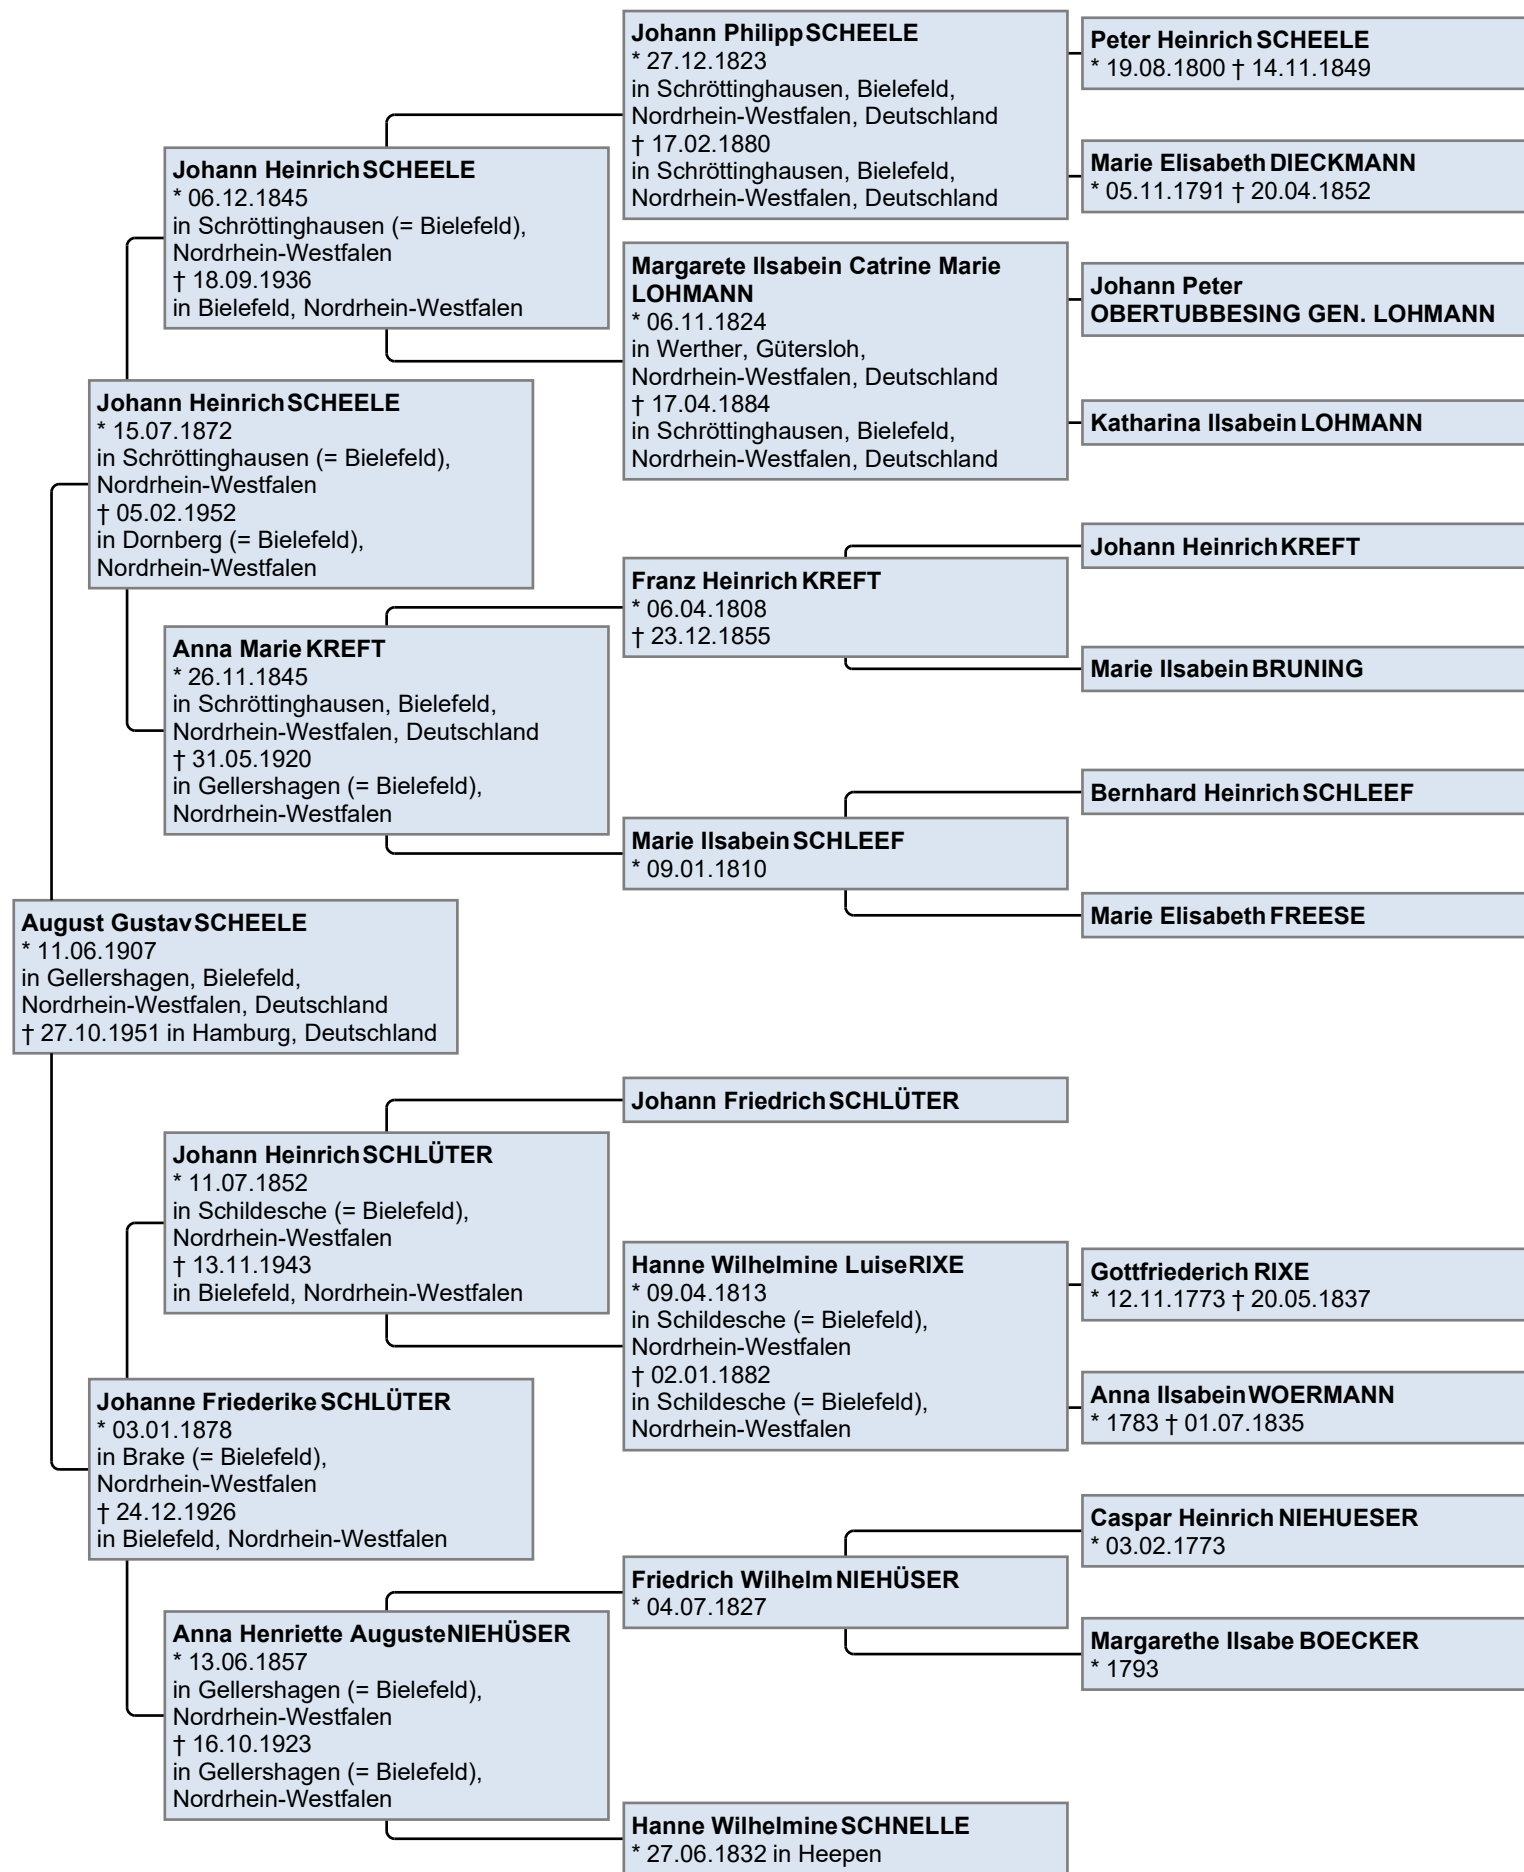 Johann Philipp SCHEELE
* 27.12.1823
in Schröttinghausen, Bielefeld,
Nordrhein-Westfalen, Deutschland
† 17.02.1880
in Schröttinghausen, Bielefeld,
Nordrhein-Westfalen, Deutschland
Peter Heinrich SCHEELE
* 19.08.1800 † 14.11.1849
Marie Elisabeth DIECKMANN
* 05.11.1791 † 20.04.1852
Johann Heinrich SCHEELE
* 06.12.1845
in Schröttinghausen (= Bielefeld),
Nordrhein-Westfalen
† 18.09.1936
in Bielefeld, Nordrhein-Westfalen
Margarete Ilsabein Catrine Marie
LOHMANN
* 06.11.1824
in Werther, Gütersloh,
Nordrhein-Westfalen, Deutschland
† 17.04.1884
in Schröttinghausen, Bielefeld,
Nordrhein-Westfalen, Deutschland
Johann Peter
OBERTUBBESING GEN. LOHMANN
Katharina Ilsabein LOHMANN
Johann Heinrich SCHEELE
* 15.07.1872
in Schröttinghausen (= Bielefeld),
Nordrhein-Westfalen
† 05.02.1952
in Dornberg (= Bielefeld),
Nordrhein-Westfalen
Johann Heinrich KREFT
Franz Heinrich KREFT
* 06.04.1808
† 23.12.1855
Marie Ilsabein BRUNING
Anna Marie KREFT
* 26.11.1845
in Schröttinghausen, Bielefeld,
Nordrhein-Westfalen, Deutschland
† 31.05.1920
in Gellershagen (= Bielefeld),
Nordrhein-Westfalen
Bernhard Heinrich SCHLEEF
Marie Ilsabein SCHLEEF
* 09.01.1810
Marie Elisabeth FREESE
August Gustav SCHEELE
* 11.06.1907
in Gellershagen, Bielefeld,
Nordrhein-Westfalen, Deutschland
† 27.10.1951 in Hamburg, Deutschland
Johann Friedrich SCHLÜTER
Johann Heinrich SCHLÜTER
* 11.07.1852
in Schildesche (= Bielefeld),
Nordrhein-Westfalen
† 13.11.1943
in Bielefeld, Nordrhein-Westfalen
Hanne Wilhelmine Luise RIXE
* 09.04.1813
in Schildesche (= Bielefeld),
Nordrhein-Westfalen
† 02.01.1882
in Schildesche (= Bielefeld),
Nordrhein-Westfalen
Gottfriederich RIXE
* 12.11.1773 † 20.05.1837
Anna Ilsabein WOERMANN
* 1783 † 01.07.1835
Johanne Friederike SCHLÜTER
* 03.01.1878
in Brake (= Bielefeld),
Nordrhein-Westfalen
† 24.12.1926
in Bielefeld, Nordrhein-Westfalen
Caspar Heinrich NIEHUESER
* 03.02.1773
Friedrich Wilhelm NIEHÜSER
* 04.07.1827
Margarethe Ilsabe BOECKER
* 1793
Anna Henriette Auguste NIEHÜSER
* 13.06.1857
in Gellershagen (= Bielefeld),
Nordrhein-Westfalen
† 16.10.1923
in Gellershagen (= Bielefeld),
Nordrhein-Westfalen
Hanne Wilhelmine SCHNELLE
* 27.06.1832 in Heepen